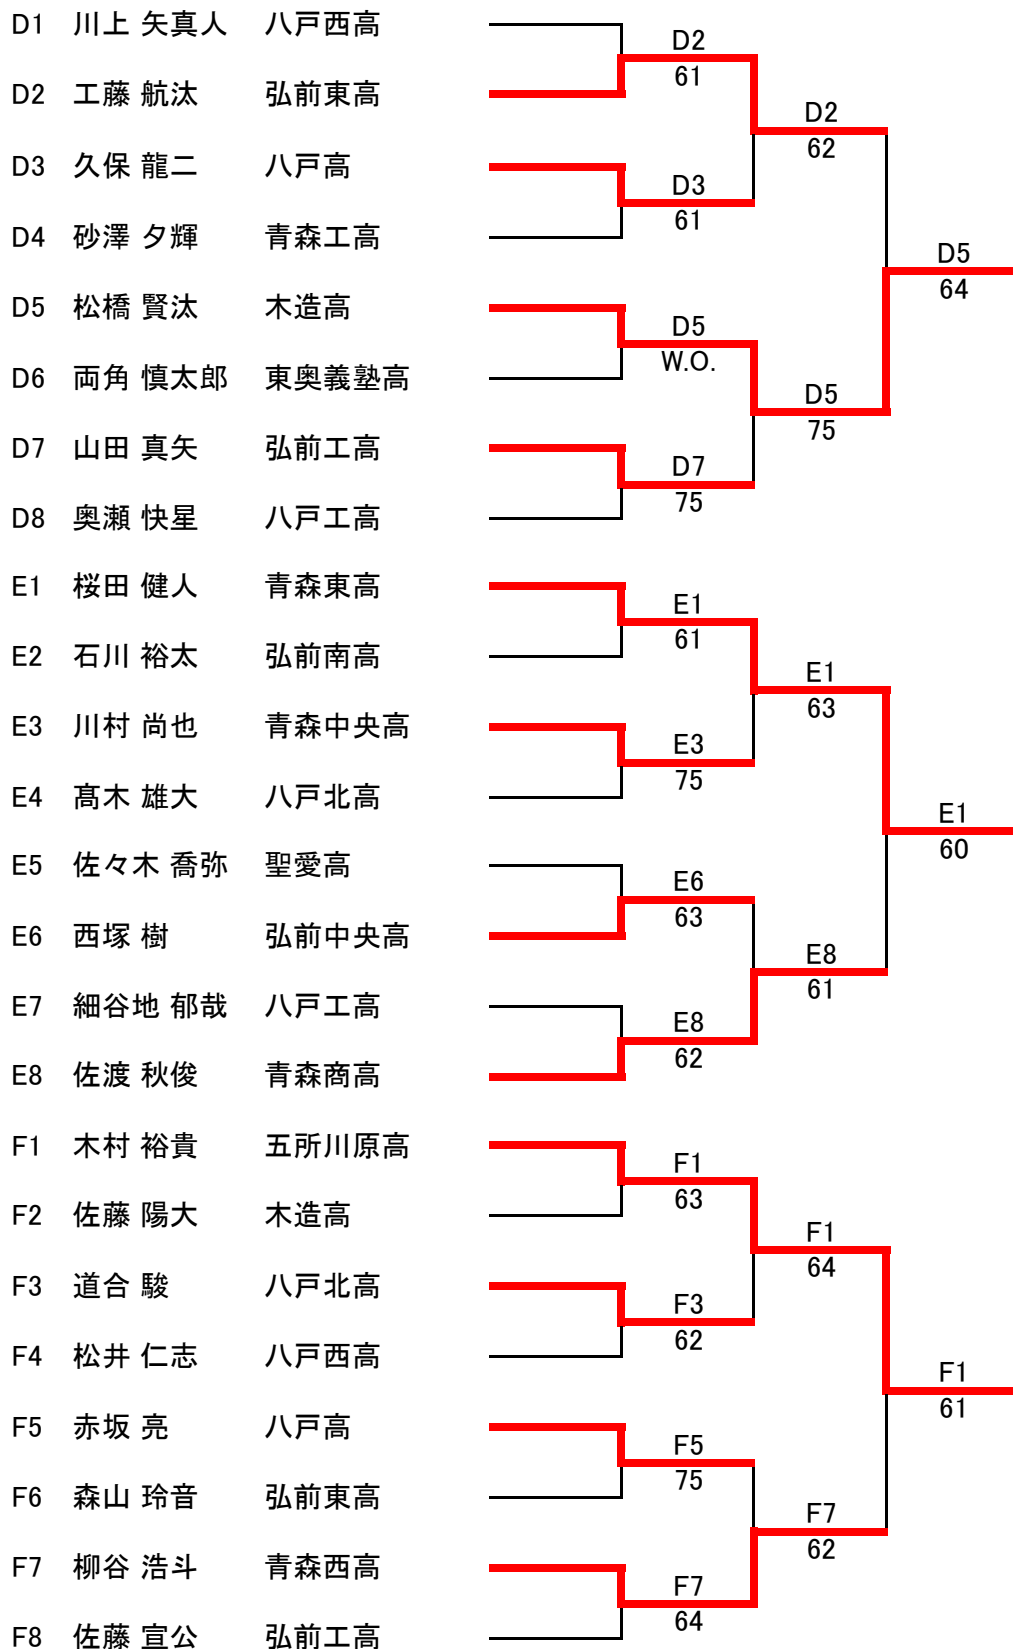 D1 川上 矢真人 八戸西高
D2
61
D2 工藤 航汰 弘前東高
D2
62
D3 久保 龍二 八戸高
D3
61
D4 砂澤 夕輝 青森工高
D5
64
D5 松橋 賢汰 木造高
D5
W.O.
D6 両角 慎太郎 東奥義塾高
D5
75
D7 山田 真矢 弘前工高
D7
75
D8 奥瀬 快星 八戸工高
E1 桜田 健人 青森東高
E1
61
E2 石川 裕太 弘前南高
E1
63
E3 川村 尚也 青森中央高
E3
75
E4 髙木 雄大 八戸北高
E1
60
E5 佐々木 喬弥 聖愛高
E6
63
E6 西塚 樹 弘前中央高
E8
61
E7 細谷地 郁哉 八戸工高
E8
62
E8 佐渡 秋俊 青森商高
F1 木村 裕貴 五所川原高
F1
63
F2 佐藤 陽大 木造高
F1
64
F3 道合 駿 八戸北高
F3
62
F4 松井 仁志 八戸西高
F1
61
F5 赤坂 亮 八戸高
F5
75
F6 森山 玲音 弘前東高
F7
62
F7 柳谷 浩斗 青森西高
F7
64
F8 佐藤 宣公 弘前工高